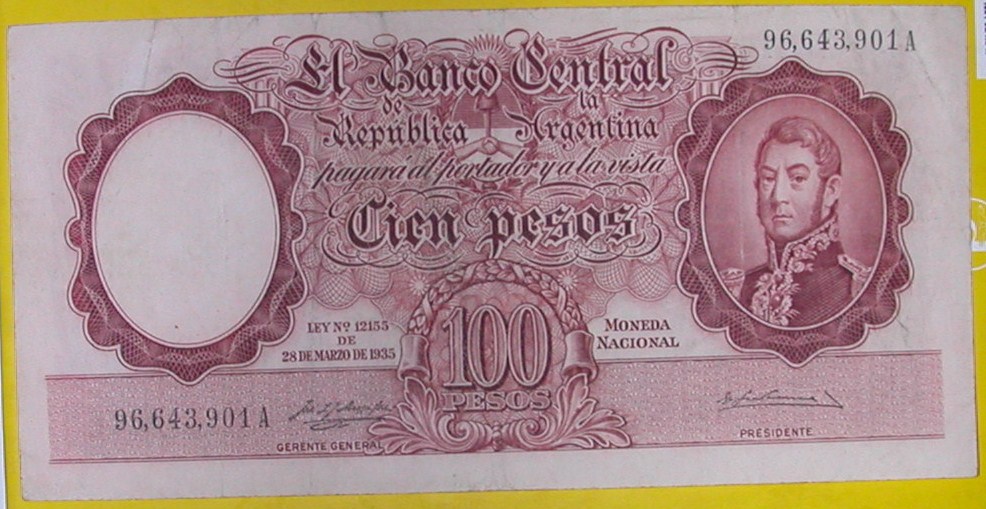 96,643,901 A
El Banco Central
de la
República Argentina
pagará al portador y a la vista
Cien pesos
LEY Nº 12155
DE
28 DE MARZO DE 1935
100
PESOS
MONEDA
NACIONAL
96,643,901 A
GERENTE GENERAL
PRESIDENTE